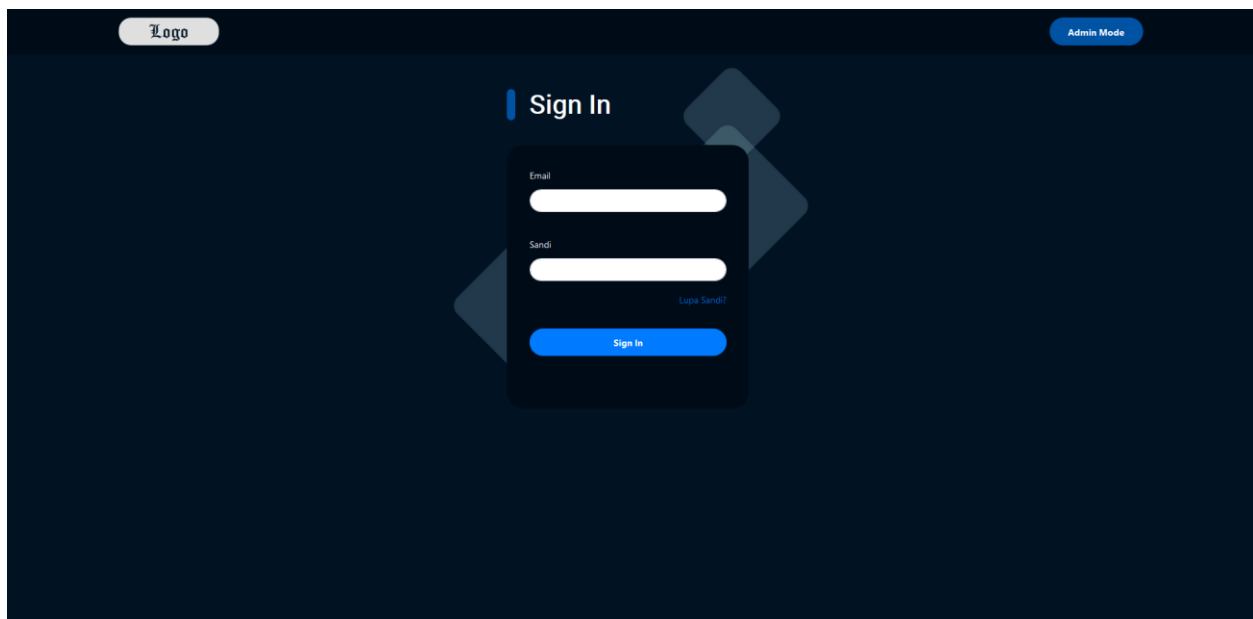 Logo
Admin Mode
Sign In
Email
Sandi
Lupa Sandi?
Sign In